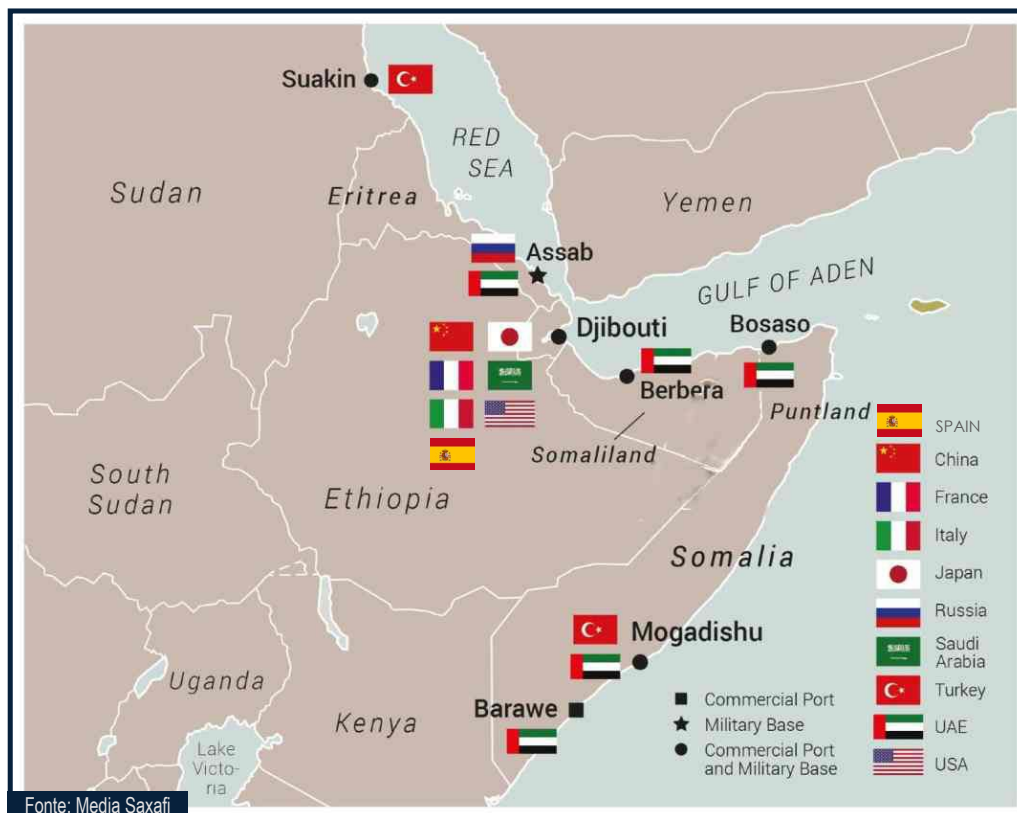 Suakin
RED
SEA
Sudan
Eritrea
Yemen
Assab
GULF OF ADEN
Djibouti
Bosaso
Berbera
Puntland
Somaliland
South
Sudan
Ethiopia
Somalia
Mogadishu
Uganda
Kenya
Barawe
Lake
Victo-
ria
Commercial Port
Military Base
Commercial Port
and Military Base
SPAIN
China
France
Italy
Japan
Russia
Saudi
Arabia
Turkey
UAE
USA
Fonte: Media Saxafi